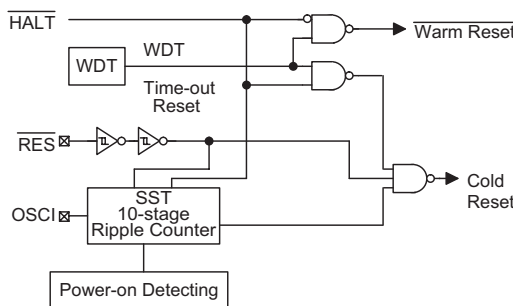 HALT
WDT
WDT
Time-out
Reset
Warm Reset
RES
Cold
Reset
OSCI
SST
10-stage
Ripple Counter
Power-on Detecting